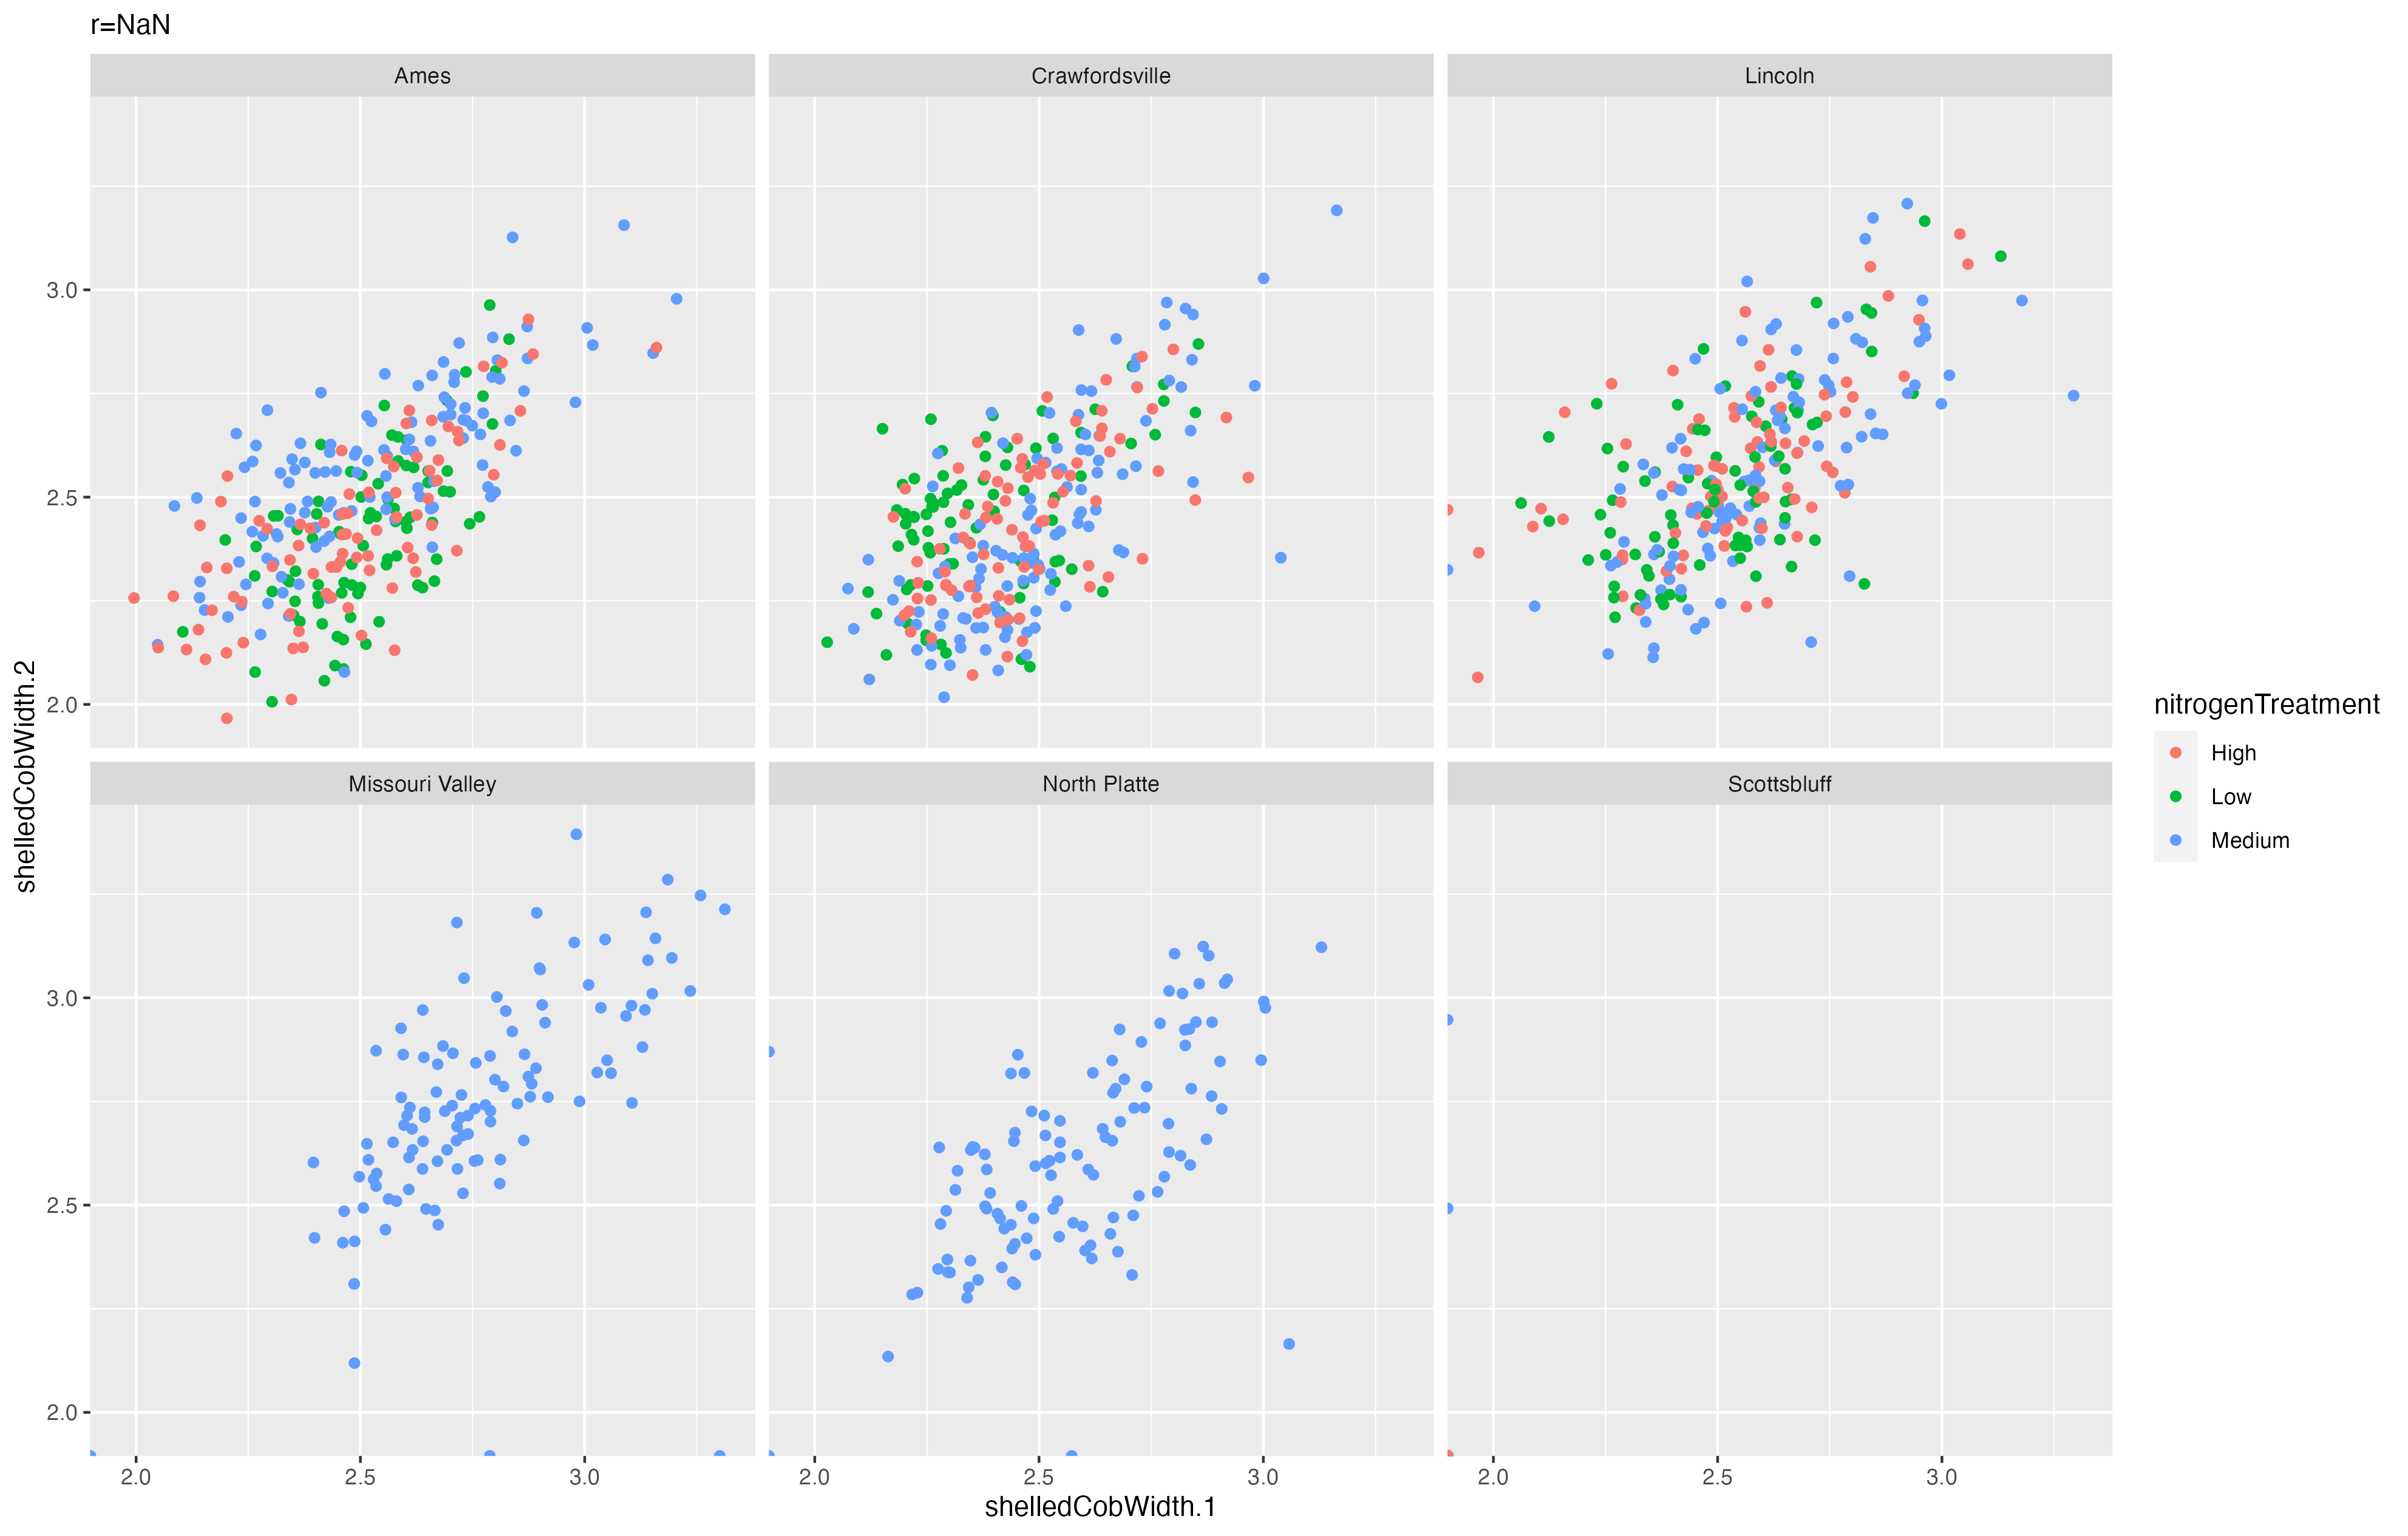 r=NaN
Ames
Crawfordsville
Lincoln
3.0
2.5
2.0
Missouri Valley
North Platte
Scottsbluff
3.0
2.5
2.0
2.0 2.5 3.0
2.0 2.5 3.0
2.0 2.5 3.0
shelledCobWidth.1
shelledCobWidth.2
nitrogenTreatment
High
Low
Medium